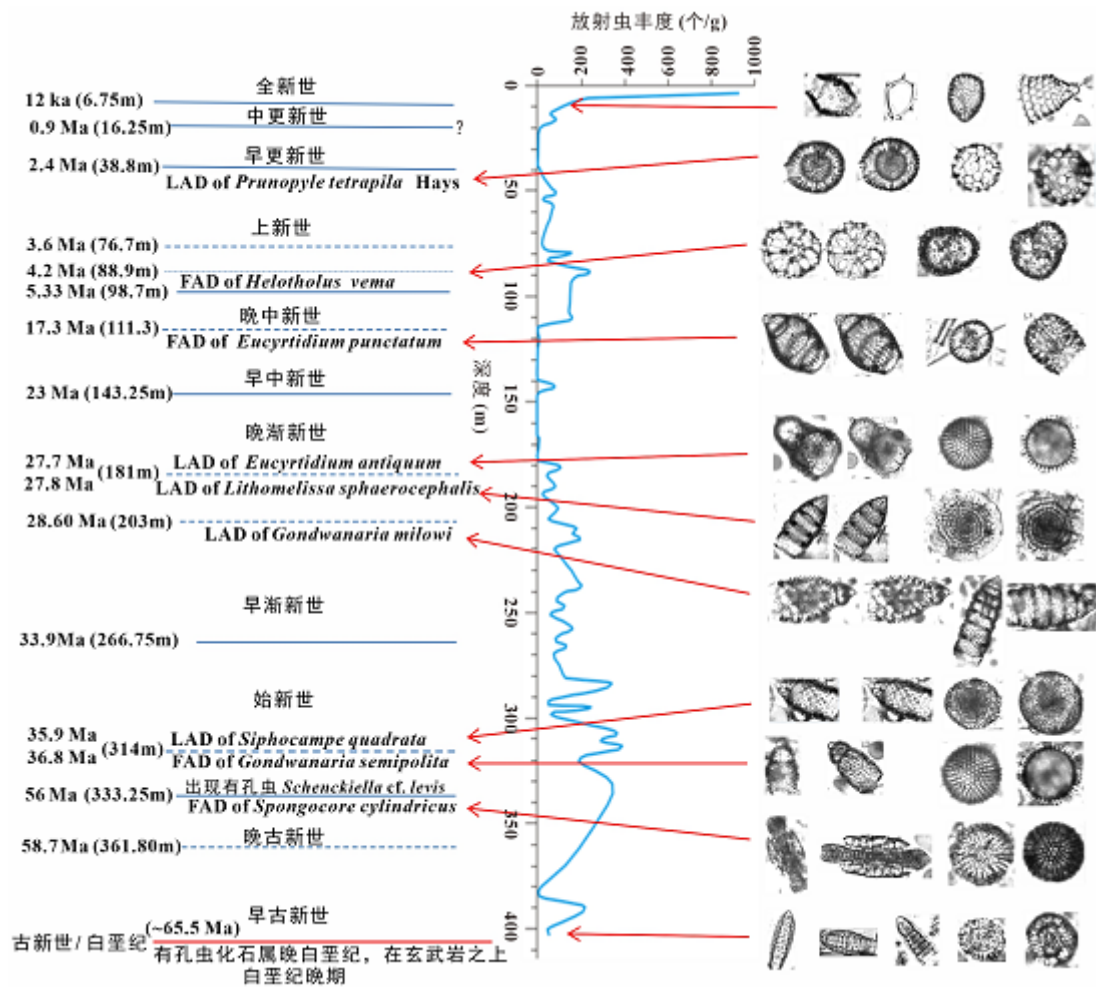 放射虫丰度 (个/g)
0
200
400
600
800
1000
0
50
100
150
200
250
300
350
400
深度 (m)
全新世
12 ka (6.75m)
中更新世
0.9 Ma (16.25m)
?
早更新世
2.4 Ma (38.8m)
LAD of Prunopyle tetrapila Hays
上新世
3.6 Ma (76.7m)
4.2 Ma (88.9m)
FAD of Helotholus vema
5.33 Ma (98,7m)
晚中新世
17.3 Ma (111.3)
FAD of Eucyrtidium punctatum
早中新世
23 Ma (143.25m)
晚渐新世
27.7 Ma
LAD of Eucyrtidium antiquum
(181m)
27.8 Ma
LAD of Lithomelissa sphaerocephalis
28.60 Ma (203m)
LAD of Gondwanaria milowi
早渐新世
33.9Ma (266.75m)
始新世
35.9 Ma
LAD of Siphocampe quadrata
(314m)
36.8 Ma
FAD of Gondwanaria semipolita
出现有孔虫 Schenckiella cf. levis
56 Ma (333.25m)
FAD of Spongocore cylindricus
晚古新世
58.7Ma (361.80m)
早古新世
(~65.5 Ma)
古新世/ 白垩纪
有孔虫化石属晚白垩纪，在玄武岩之上
白垩纪晚期